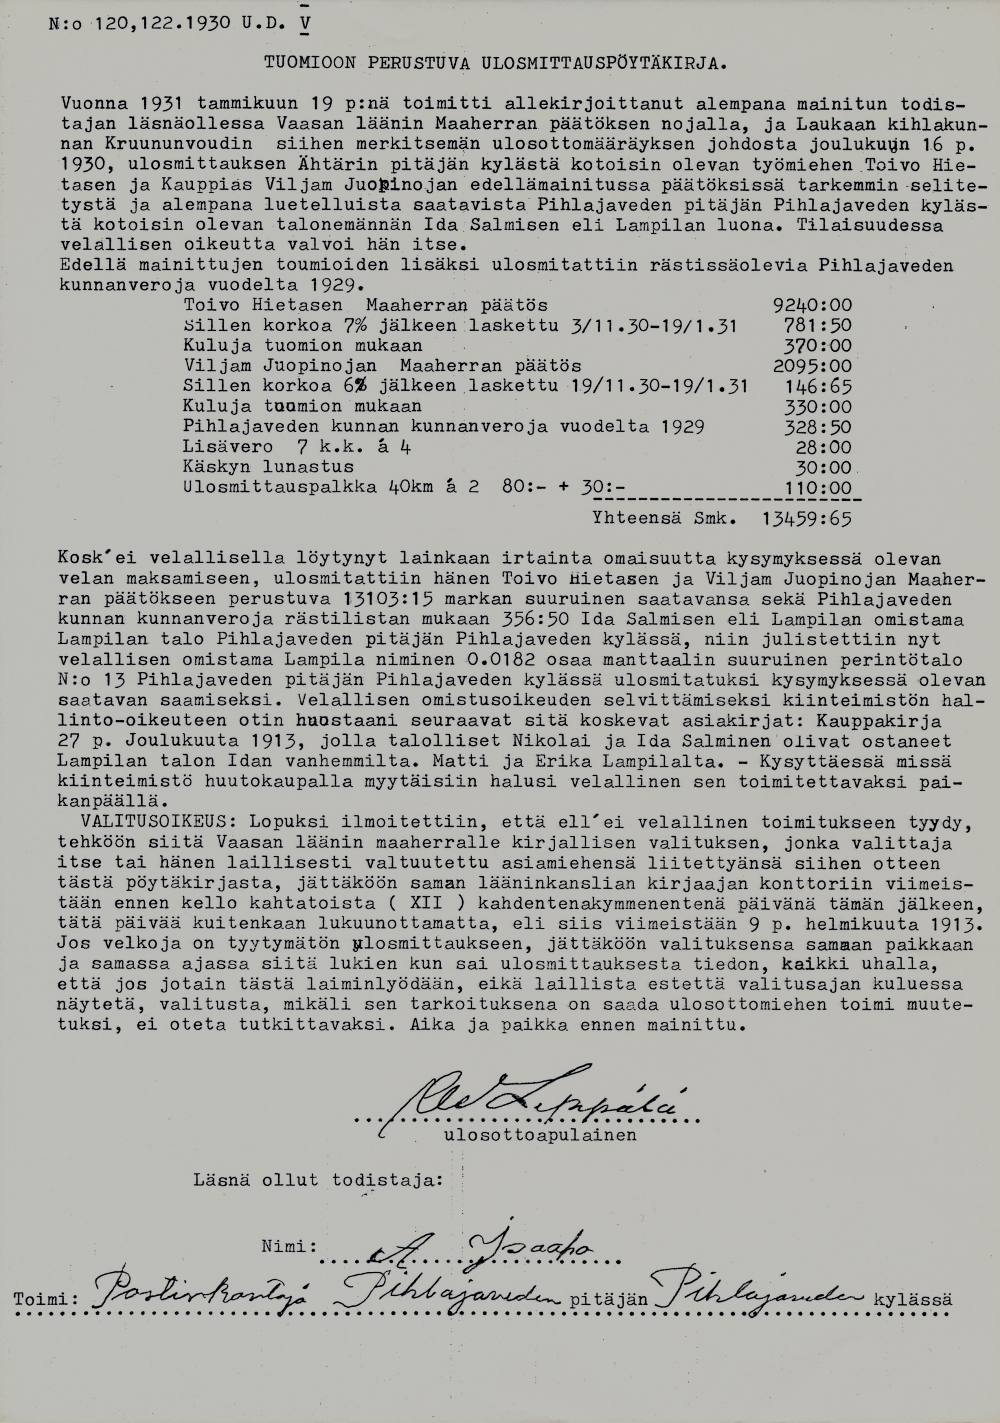 N:o 120,122.1930 U.D. V
TUOMIOON PERUSTUVA ULOSMITTAUSPÖYTÄKIRJA.
Vuonna 1931 tammikuun 19 p:nä toimitti allekirjoittanut alempana mainitun todis-
tajan läsnäollessa Vaasan läänin Maaherran päätöksen nojalla, ja Laukaan kihlakun-
nan Kruununvoudin siihen merkitsemän ulosottomääräyksen johdosta joulukuun 16 p.
1930, ulosmittauksen Ähtärin pitäjän kylästä kotoisin olevan työmiehen Toivo Hie-
tasen ja Kauppias Viljam Juopinojan edellämainitussa päätöksissä tarkemmin selite-
tystä ja alempana luetelluista saatavista Pihlajaveden pitäjän Pihlajaveden kyläs-
tä kotoisin olevan talonemännän Ida Salmisen eli Lampilan luona. Tilaisuudessa
velallisen oikeutta valvoi hän itse.
Edellä mainittujen toumioiden lisäksi ulosmitattiin rästissäolevia Pihlajaveden
kunnanveroja vuodelta 1929.
Toivo Hietasen Maaherran päätös 9240:00
Sillen korkoa 7% jälkeen laskettu 3/11.30-19/1.31 781:50
Kuluja tuomion mukaan 370:00
Viljam Juopinojan Maaherran päätös 2095:00
Sillen korkoa 6% jälkeen laskettu 19/11.30-19/1.31 146:65
Kuluja tuomion mukaan 330:00
Pihlajaveden kunnan kunnanveroja vuodelta 1929 328:50
Lisävero 7 k.k. á 4 28:00
Käskyn lunastus 30:00
Ulosmittauspalkka 40km á 2 80:- + 30:- 110:00
Yhteensä Smk. 13459:65
Kosk´ei velallisella löytynyt lainkaan irtainta omaisuutta kysymyksessä olevan
velan maksamiseen, ulosmitattiin hänen Toivo Hietasen ja Viljam Juopinojan Maaher-
ran päätökseen perustuva 13103:15 markan suuruinen saatavansa sekä Pihlajaveden
kunnan kunnanveroja rästilistan mukaan 356:50 Ida Salmisen eli Lampilan omistama
Lampilan talo Pihlajaveden pitäjän Pihlajaveden kylässä, niin julistettiin nyt
velallisen omistama Lampila niminen 0.0182 osaa manttaalin suuruinen perintötalo
N:o 13 Pihlajaveden pitäjän Pihlajaveden kylässä ulosmitatuksi kysymyksessä olevan
saatavan saamiseksi. Velallisen omistusoikeuden selvittämiseksi kiinteimistön hal-
linto-oikeuteen otin huostaani seuraavat sitä koskevat asiakirjat: Kauppakirja
27 p. Joulukuuta 1913, jolla talolliset Nikolai ja Ida Salminen olivat ostaneet
Lampilan talon Idan vanhemmilta. Matti ja Erika Lampilalta. - Kysyttäessä missä
kiinteimistö huutokaupalla myytäisiin halusi velallinen sen toimitettavaksi pai-
kanpäällä.
VALITUSOIKEUS: Lopuksi ilmoitettiin, että ell´ei velallinen toimitukseen tyydy,
tehköön siitä Vaasan läänin maaherralle kirjallisen valituksen, jonka valittaja
itse tai hänen laillisesti valtuutettu asiamiehensä liitettyänsä siihen otteen
tästä pöytäkirjasta, jättäköön saman lääninkanslian kirjaajan konttoriin viimeis-
tään ennen kello kahtatoista ( XII ) kahdentenakymmenentenä päivänä tämän jälkeen,
tätä päivää kuitenkaan lukuunottamatta, eli siis viimeistään 9 p. helmikuuta 1913.
Jos velkoja on tyytymätön ulosmittaukseen, jättäköön valituksensa samaan paikkaan
ja samassa ajassa siitä lukien kun sai ulosmittauksesta tiedon, kaikki uhalla,
että jos jotain tästä laiminlyödään, eikä laillista estettä valitusajan kuluessa
näytetä, valitusta, mikäli sen tarkoituksena on saada ulosottomiehen toimi muute-
tuksi, ei oteta tutkittavaksi. Aika ja paikka ennen mainittu.
Leppälä
ulosottoapulainen
Läsnä ollut todistaja:
Nimi: A Ysaaho
Toimi: Postinkantaja Pihlajaveden pitäjän Pihlajaveden kylässä